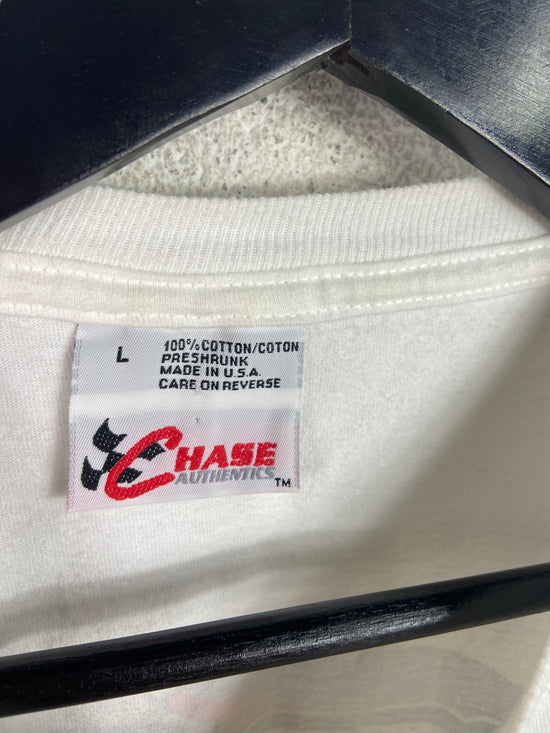 L
100% COTTON/COTON
PRESHRUNK
MADE IN U.S.A.
CARE ON REVERSE
CHASE
AUTHENTICS
TM